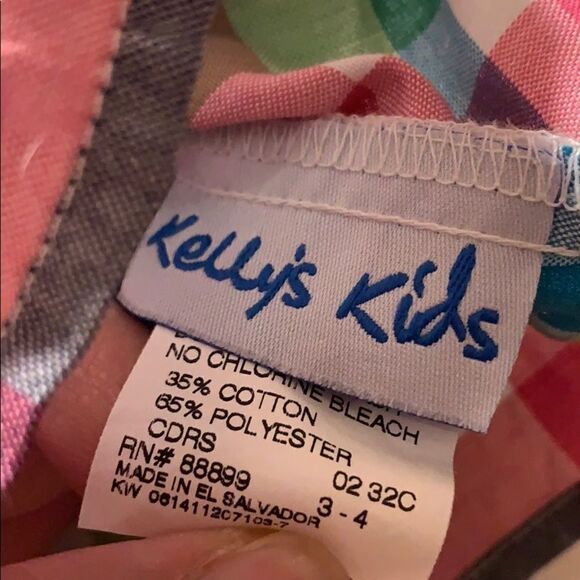 Kelly's Kids
NO CHLORINE BLEACH
35% COTTON
65% POLYESTER
CDRS 02 32C
RN# 88899 3 - 4
MADE IN EL SALVADOR